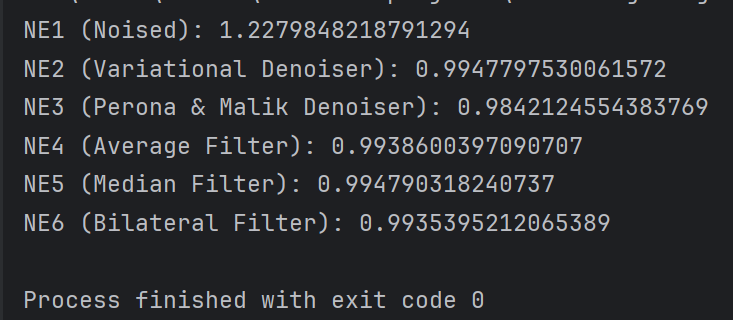 NE1 (Noised): 1.2279848218791294
NE2 (Variational Denoiser): 0.9947797530061572
NE3 (Perona & Malik Denoiser): 0.9842124554383769
NE4 (Average Filter): 0.9938600397090707
NE5 (Median Filter): 0.994790318240737
NE6 (Bilateral Filter): 0.9935395212065389
Process finished with exit code 0